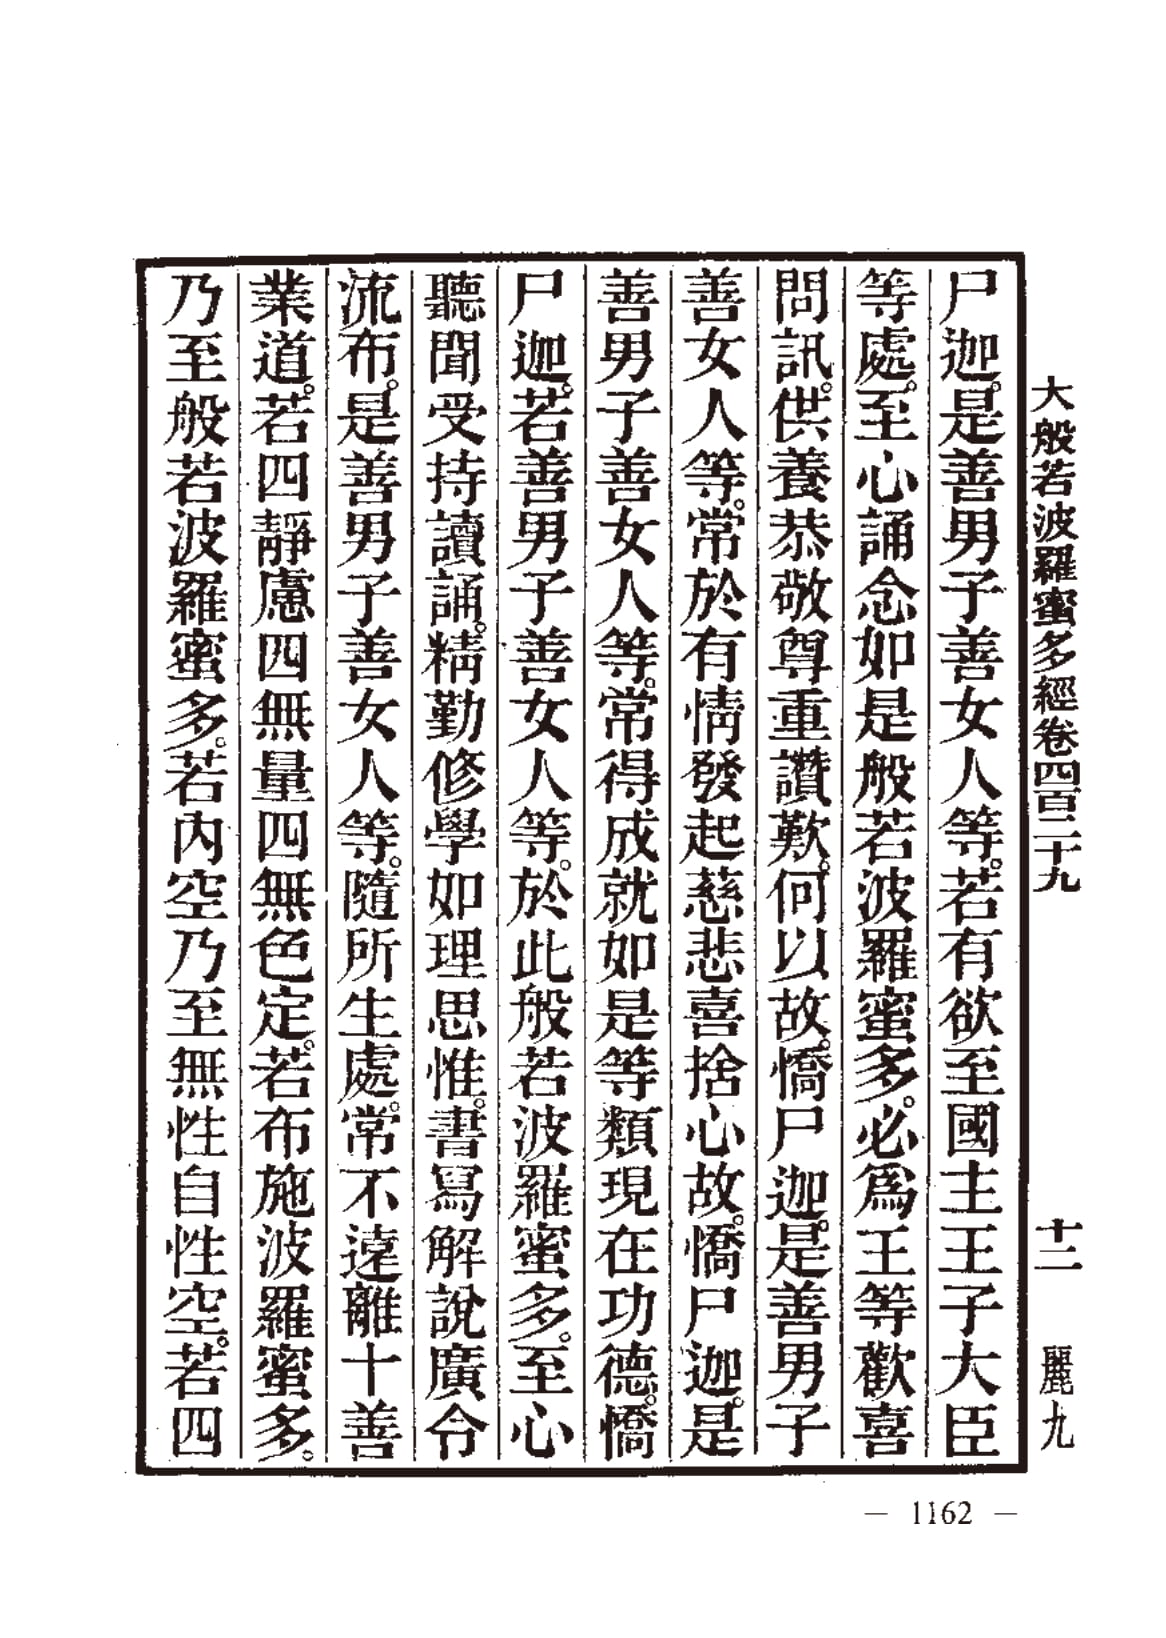 大般若波羅蜜多經卷四百二十九 十二 麗九
尸迦。是善男子善女人等。若有欲至國主王子大臣
等處。至心誦念如是般若波羅蜜多。必爲王等歡喜
問訊。供養恭敬尊重讚歎。何以故。憍尸迦。是善男子
善女人等。常於有情發起慈悲喜捨心故。憍尸迦。是
善男子善女人等。常得成就如是等類現在功德。憍
尸迦。若善男子善女人等。於此般若波羅蜜多。至心
聽聞受持讀誦。精勤修學如理思惟。書寫解說廣令
流布。是善男子善女人等。隨所生處。常不遠離十善
業道。若四靜慮四無量四無色定。若布施波羅蜜多。
乃至般若波羅蜜多。若內空乃至無性自性空。若四
— 1162 —